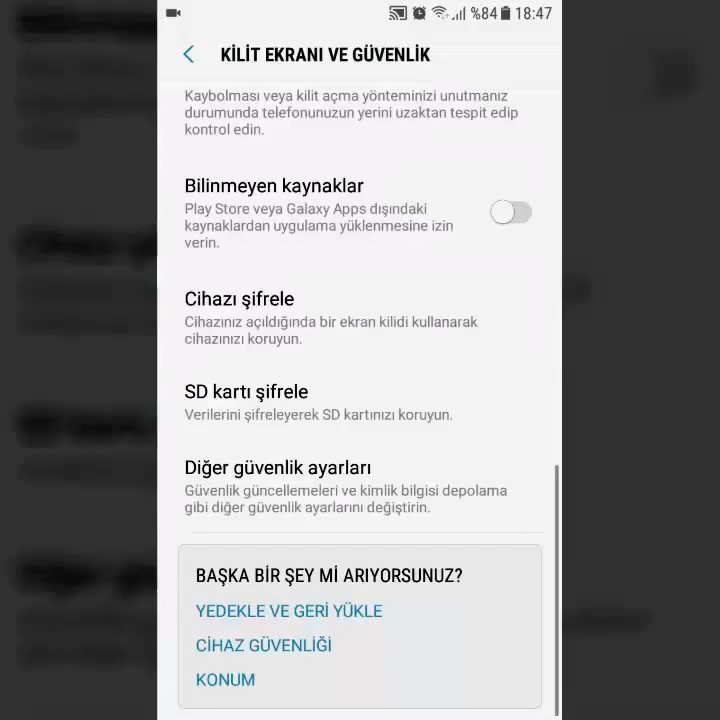 %84 18:47
KİLİT EKRANI VE GÜVENLİK
Kaybolması veya kilit açma yönteminizi unutmanız
durumunda telefonunuzun yerini uzaktan tespit edip
kontrol edin.
Bilinmeyen kaynaklar
Play Store veya Galaxy Apps dışındaki
kaynaklardan uygulama yüklenmesine izin
verin.
Cihazı şifrele
Cihazınız açıldığında bir ekran kilidi kullanarak
cihazınızı koruyun.
SD kartı şifrele
Verilerini şifreleyerek SD kartınızı koruyun.
Diğer güvenlik ayarları
Güvenlik güncellemeleri ve kimlik bilgisi depolama
gibi diğer güvenlik ayarlarını değiştirin.
BAŞKA BİR ŞEY Mİ ARIYORSUNUZ?
YEDEKLE VE GERİ YÜKLE
CİHAZ GÜVENLİĞİ
KONUM